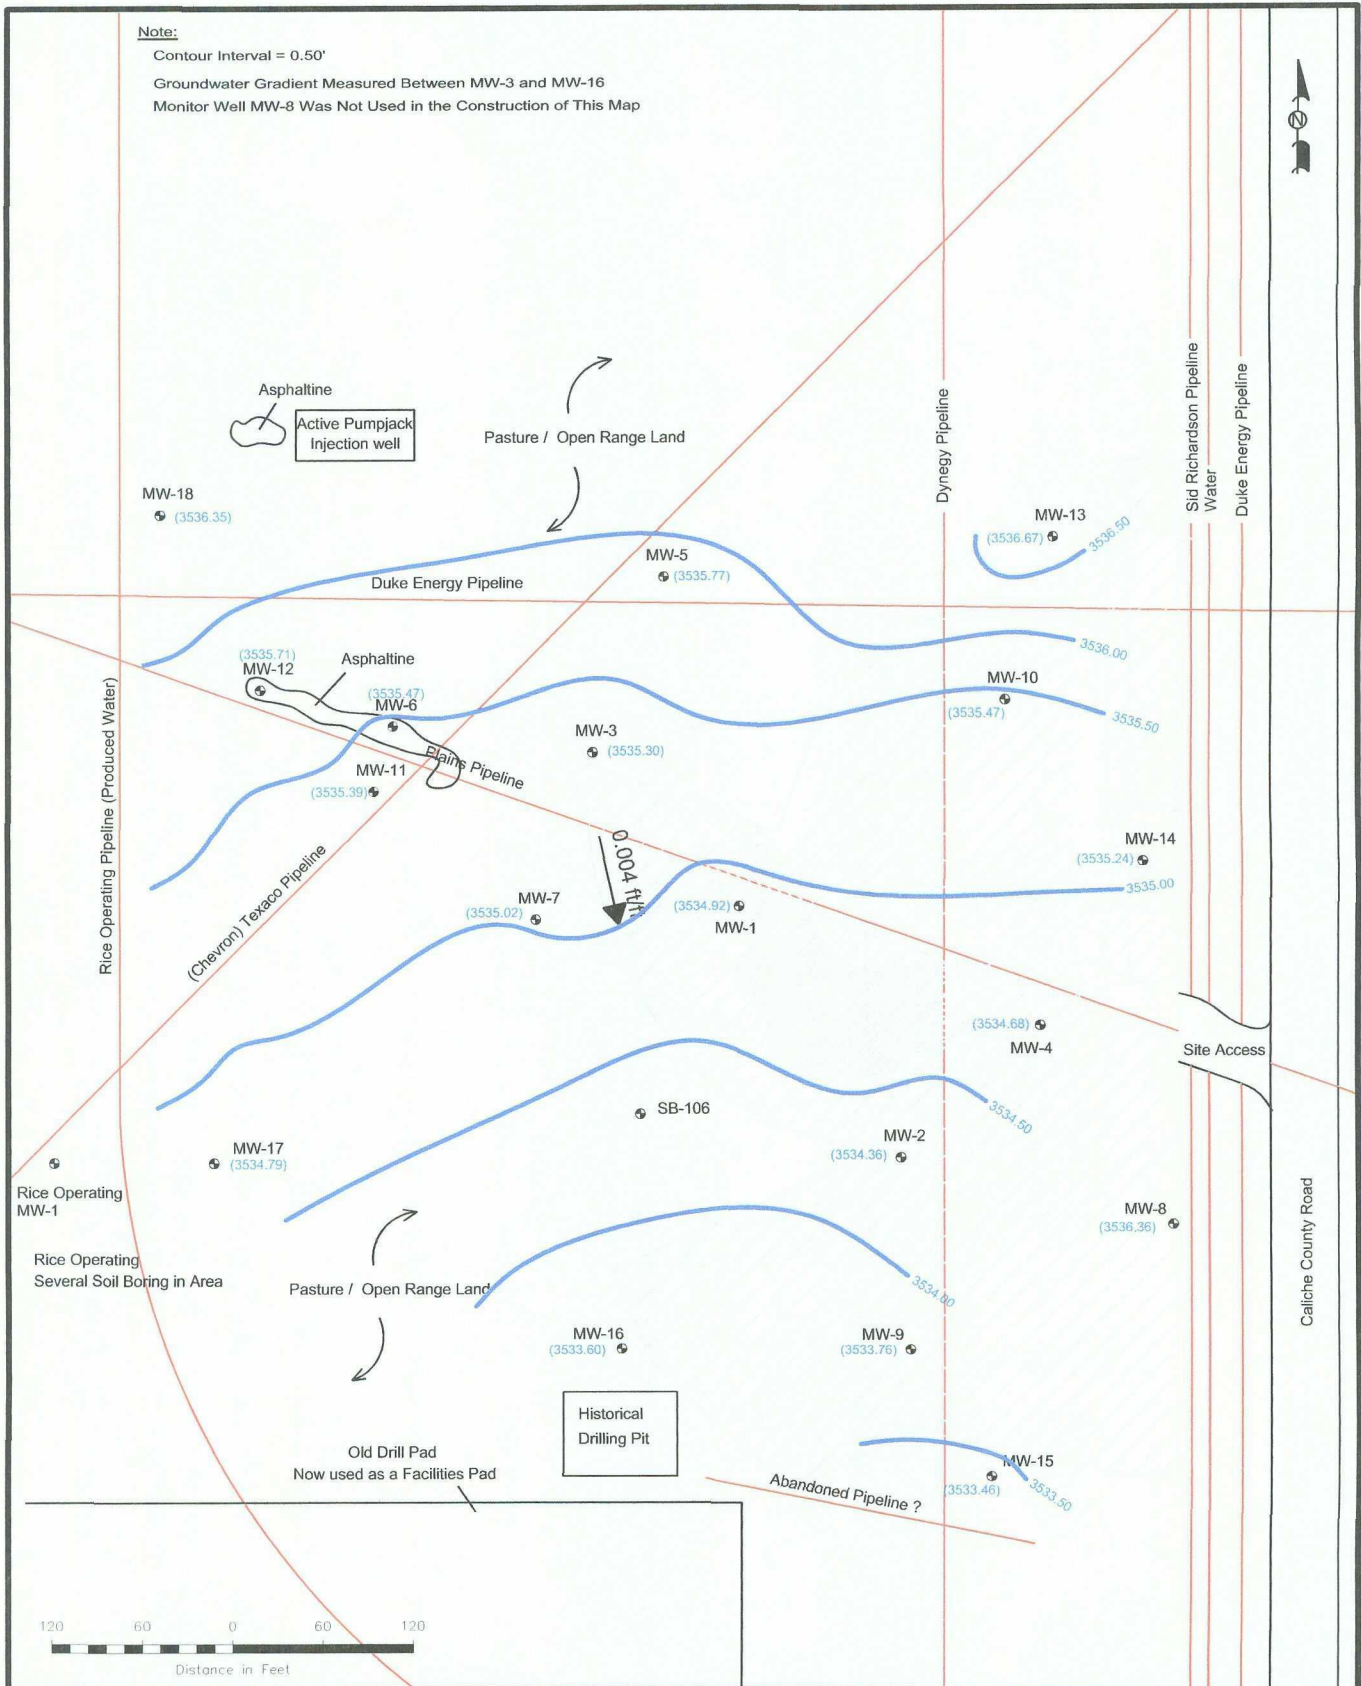 Note:
Contour Interval = 0.50'
Groundwater Gradient Measured Between MW-3 and MW-16
Monitor Well MW-8 Was Not Used in the Construction of This Map
N
Asphaltine
Active Pumpjack
Injection well
Pasture / Open Range Land
Dynegy Pipeline
Sid Richardson Pipeline
Water
Duke Energy Pipeline
MW-18
(3536.35)
MW-13
(3536.67)
3536.50
MW-5
(3535.77)
Duke Energy Pipeline
3536.00
(3535.71)
MW-12
Asphaltine
(3535.47)
MW-6
MW-10
(3535.47)
3535.50
MW-3
(3535.30)
Plains Pipeline
MW-11
(3535.39)
Rice Operating Pipeline (Produced Water)
(Chevron) Texaco Pipeline
0.004 ft/ft
MW-14
(3535.24)
3535.00
MW-7
(3535.02)
(3534.92)
MW-1
(3534.68)
MW-4
Site Access
SB-106
3534.50
MW-2
(3534.36)
MW-17
(3534.79)
Rice Operating
MW-1
MW-8
(3536.36)
Caliche County Road
Rice Operating
Several Soil Boring in Area
Pasture / Open Range Land
3534.00
MW-16
(3533.60)
MW-9
(3533.76)
Historical
Drilling Pit
Old Drill Pad
Now used as a Facilities Pad
MW-15
(3533.46)
3533.50
Abandoned Pipeline ?
120 60 0 60 120
Distance in Feet